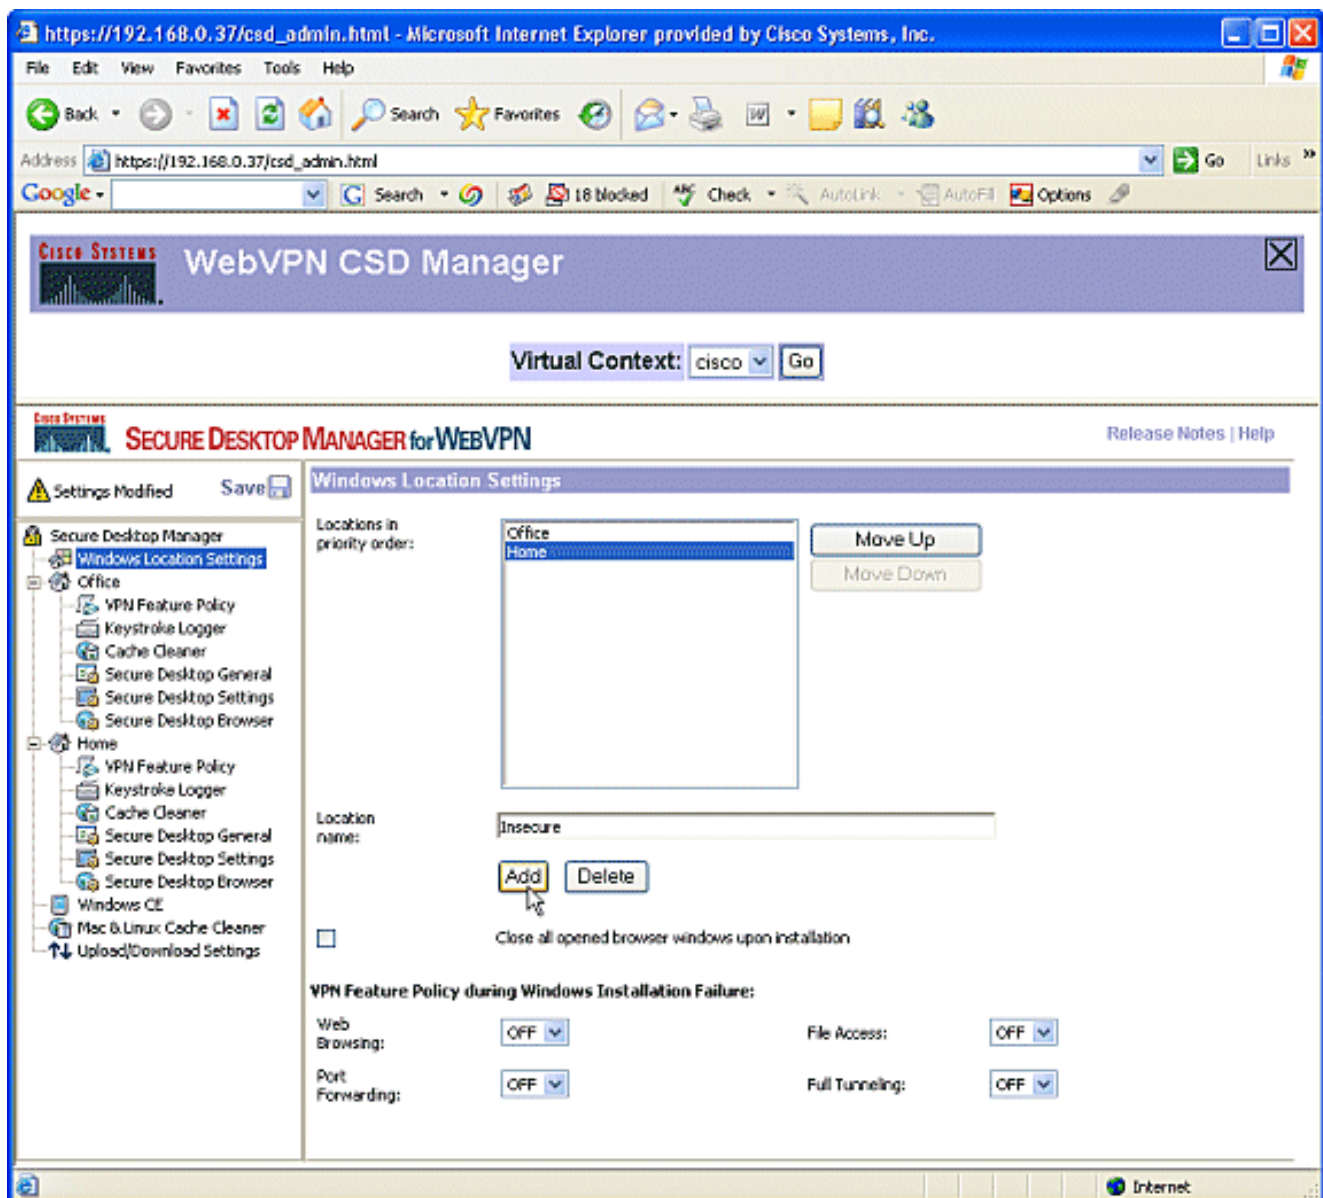 https://192.168.0.37/csd_admin.html - Microsoft Internet Explorer provided by Cisco Systems, Inc.
File Edit View Favorites Tools Help
Back Search Favorites
Address https://192.168.0.37/csd_admin.html Go Links »
Google Search 18 blocked Check AutoLink AutoFill Options
CISCO SYSTEMS
WebVPN CSD Manager
Virtual Context: cisco Go
CISCO SYSTEMS
SECURE DESKTOP MANAGER for WEBVPN
Release Notes | Help
Settings Modified Save
Secure Desktop Manager
Windows Location Settings
Office
VPN Feature Policy
Keystroke Logger
Cache Cleaner
Secure Desktop General
Secure Desktop Settings
Secure Desktop Browser
Home
VPN Feature Policy
Keystroke Logger
Cache Cleaner
Secure Desktop General
Secure Desktop Settings
Secure Desktop Browser
Windows CE
Mac & Linux Cache Cleaner
Upload/Download Settings
Windows Location Settings
Locations in
priority order:
Office
Home
Move Up
Move Down
Location
name:
Insecure
Add Delete
Close all opened browser windows upon installation
VPN Feature Policy during Windows Installation Failure:
Web
Browsing:
OFF
File Access: OFF
Port
Forwarding:
OFF
Full Tunneling: OFF
Internet